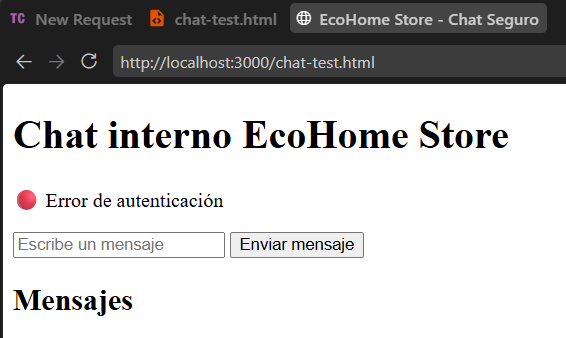 New Request
chat-test.html
EcoHome Store - Chat Seguro
http://localhost:3000/chat-test.html
Chat interno EcoHome Store
Error de autenticación
Escribe un mensaje
Enviar mensaje
Mensajes